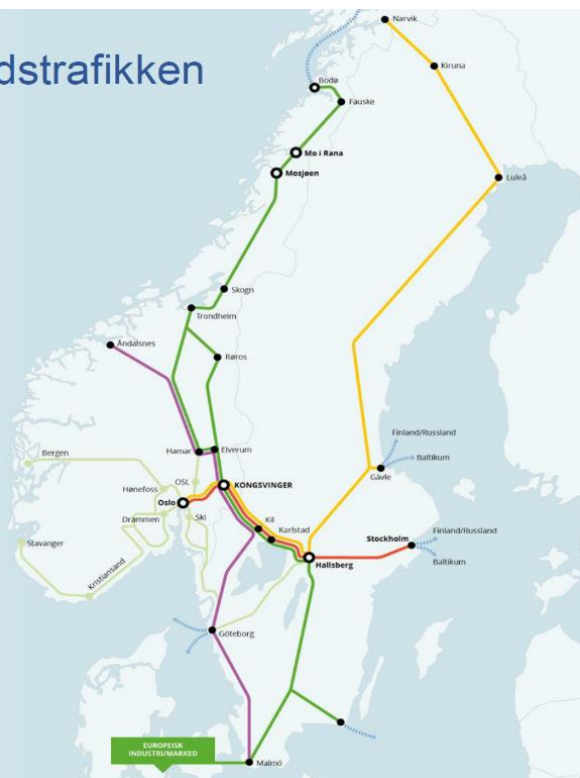 dstrafikken
Narvik
Kiruna
Bodø
Fauske
Mo i Rana
Mosjøen
Luleå
Skogn
Trondheim
Åndalsnes
Røros
Finland/Russland
Baltikum
Gävle
Bergen
Hamar
Elverum
OSL
KONGSVINGER
Hønefoss
Oslo
Ski
Drammen
Kil
Karlstad
Stavanger
Kristiansand
Stockholm
Finland/Russland
Baltikum
Hallsberg
Göteborg
EUROPEISK
INDUSTRI/MARKED
Malmö